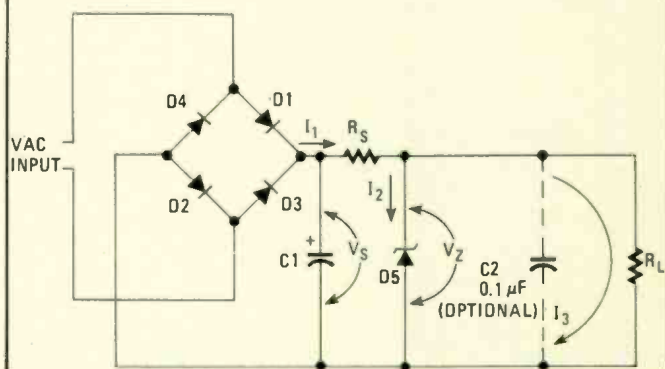 D4
D1
I1
RS
VAC
INPUT
I2
D2
D3
+
VS
C1
VZ
D5
C2
0.1 µF
(OPTIONAL)
I3
RL